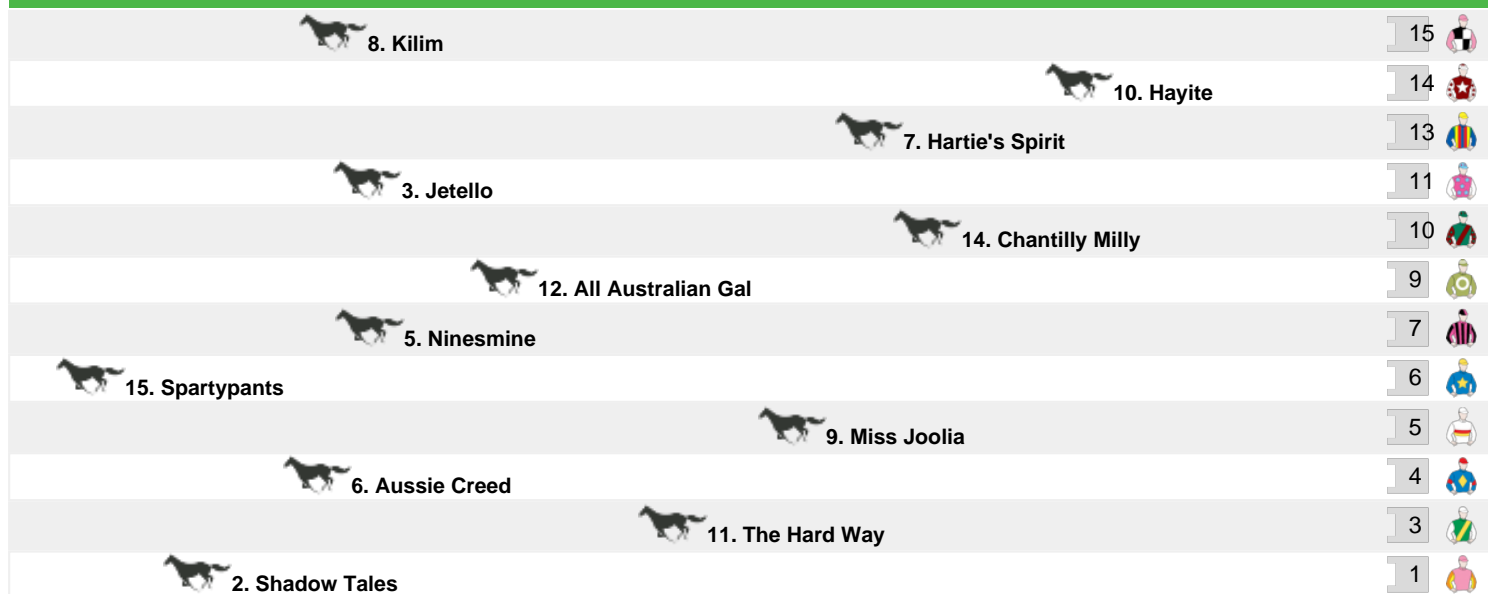 8. Kilim 15
10. Hayite 14
7. Hartie's Spirit 13
3. Jetello 11
14. Chantilly Milly 10
12. All Australian Gal 9
5. Ninesmine 7
15. Spartypants 6
9. Miss Joolia 5
6. Aussie Creed 4
11. The Hard Way 3
2. Shadow Tales 1